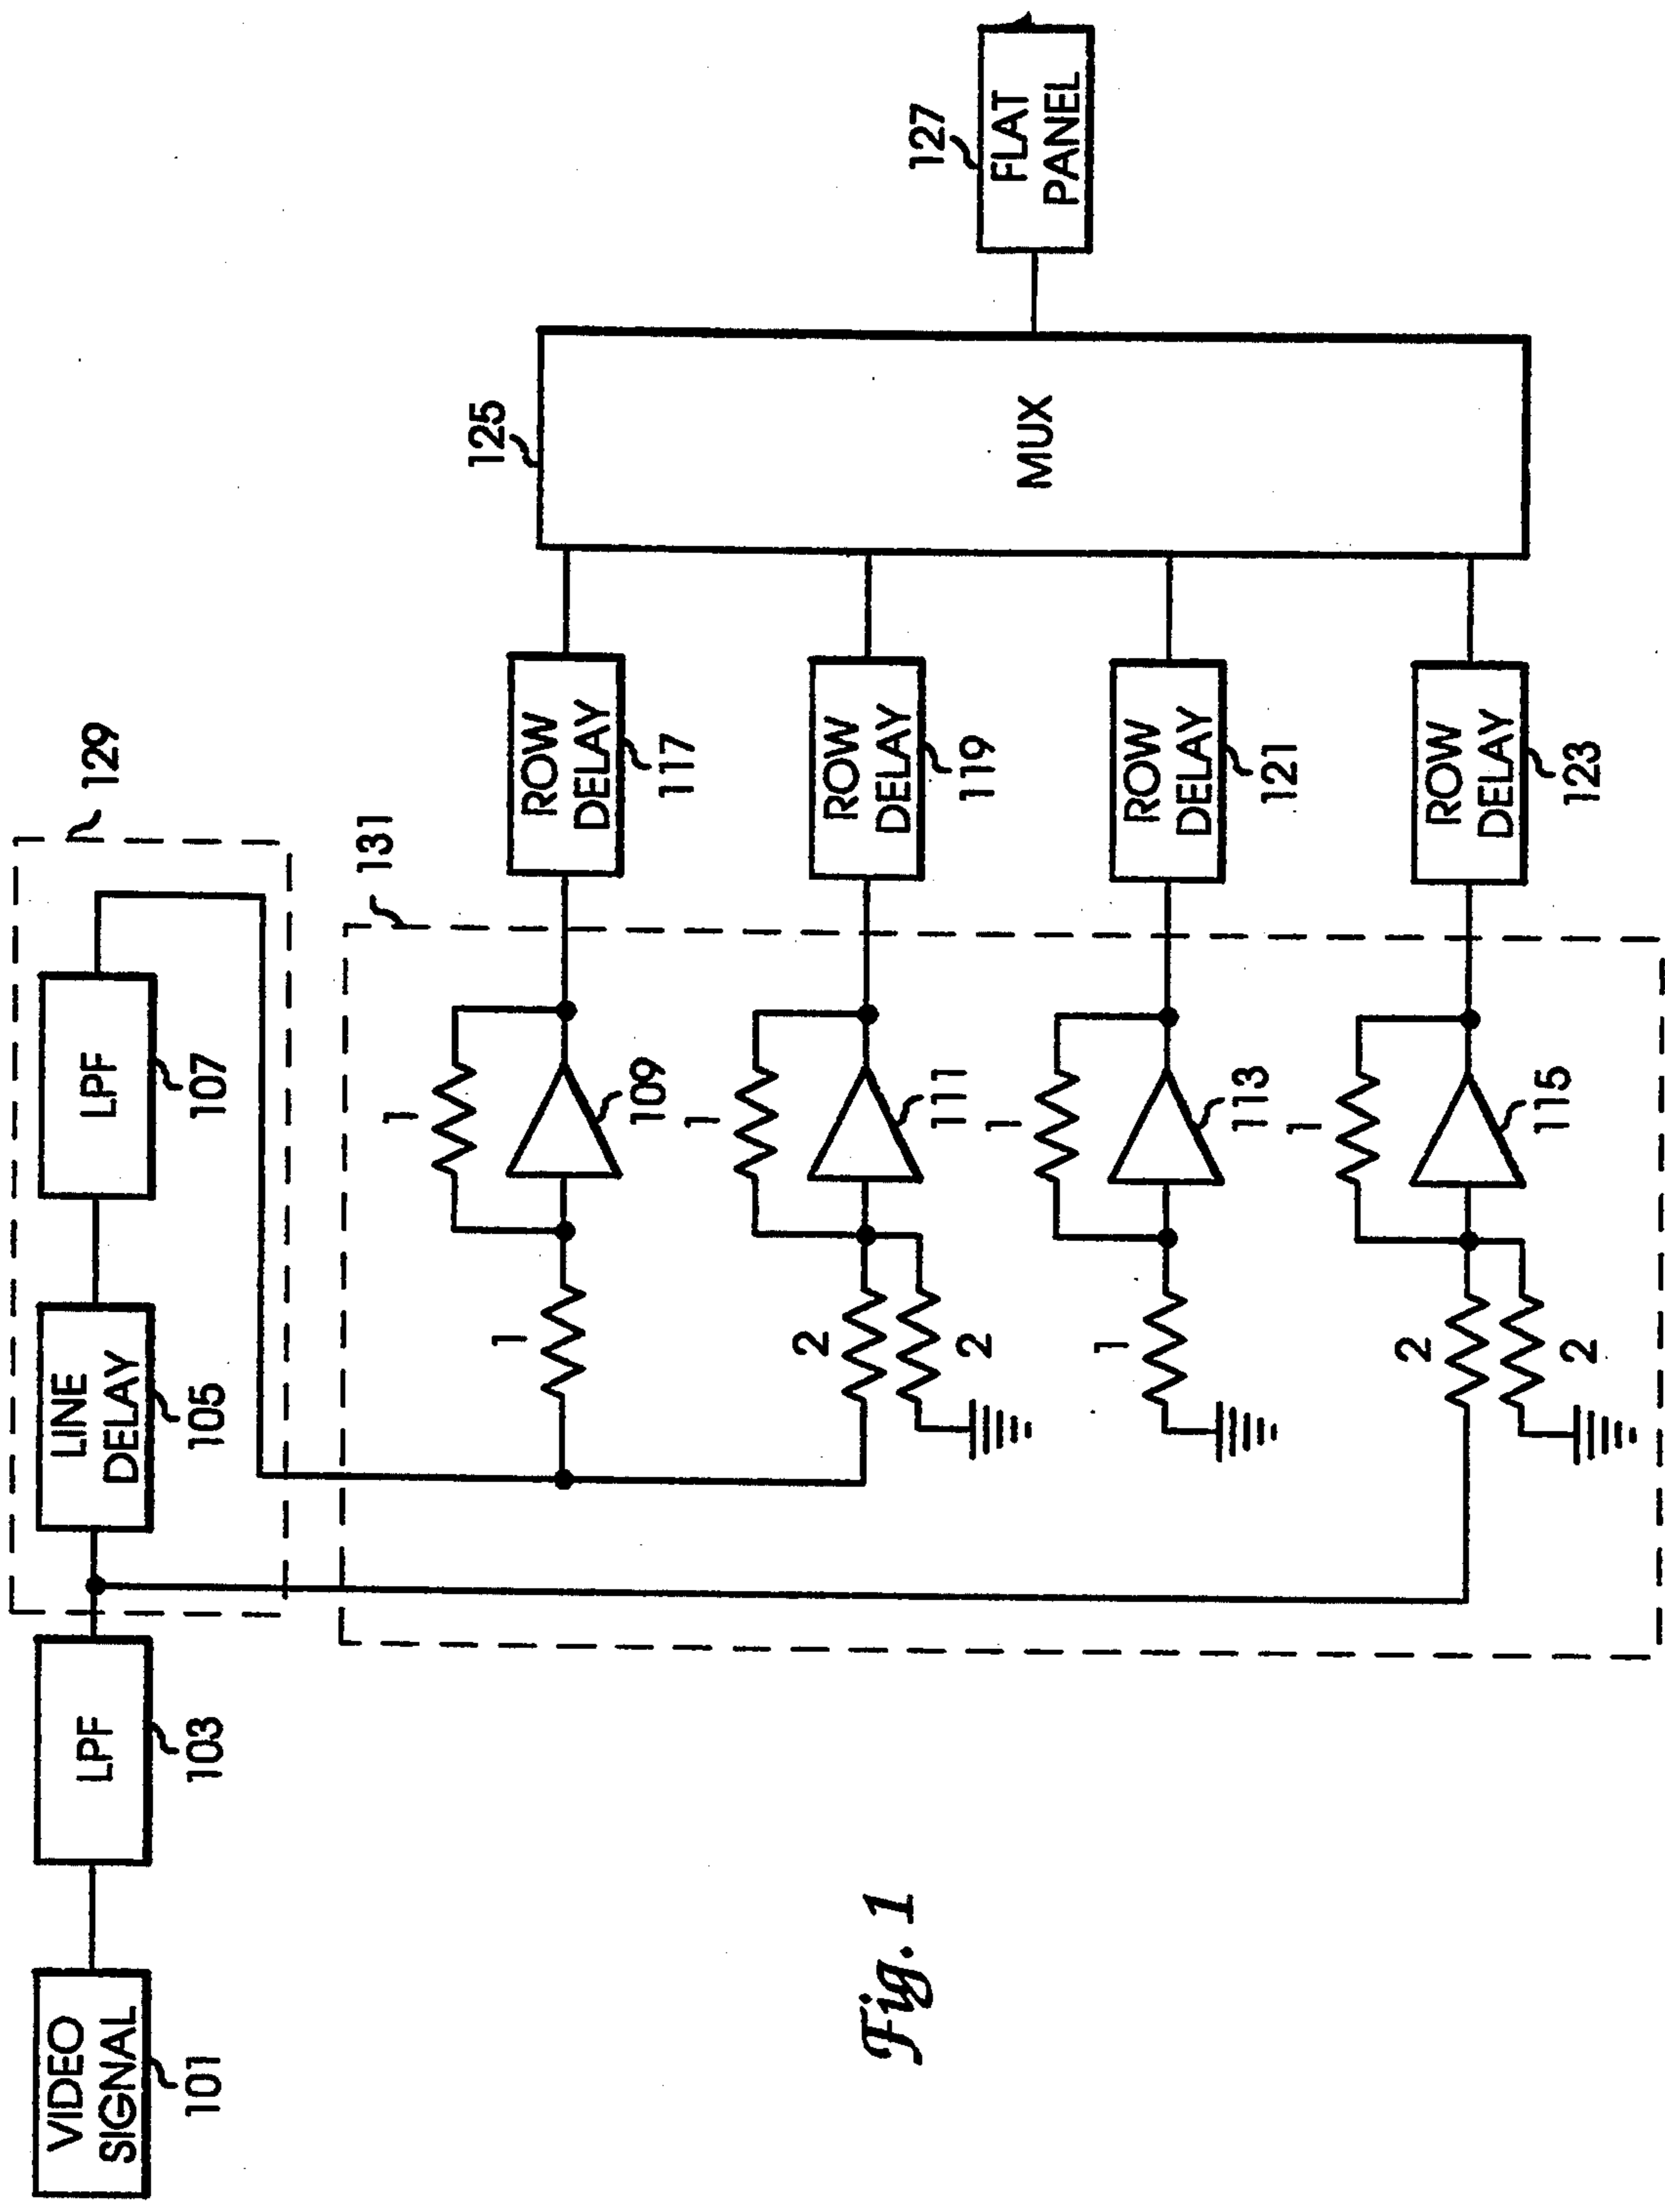 VIDEO
SIGNAL
101
LPF
103
LINE
DELAY
105
LPF
107
129
131
1
1
109
ROW
DELAY
117
2
2
1
111
ROW
DELAY
119
1
1
113
ROW
DELAY
121
2
2
1
115
ROW
DELAY
123
125
MUX
127
FLAT
PANEL
Fig. 1